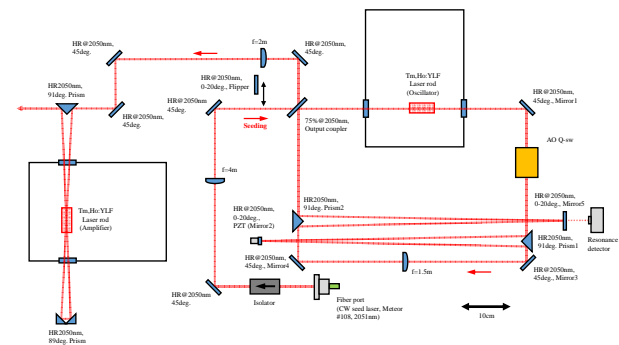 f=2m
HR@2050nm,
45deg.
HR@2050nm,
45deg.
HR@2050nm,
0-20deg., Flipper
HR2050nm,
91deg. Prism
HR@2050nm,
45deg.
HR@2050nm,
45deg.
Seeding
75%@2050nm,
Output coupler
Tm,Ho:YLF
Laser rod
(Oscillator)
HR@2050nm,
45deg., Mirror1
AO Q-sw
f=4m
HR@2050nm,
0-20deg., Mirror5
HR2050nm,
91deg. Prism2
HR@2050nm,
0-20deg.,
PZT (Mirror2)
Tm,Ho:YLF
Laser rod
(Amplifier)
Resonance
detector
HR2050nm,
91deg. Prism1
HR@2050nm,
45deg., Mirror4
f=1.5m
HR@2050nm,
45deg., Mirror3
HR@2050nm
45deg.
Isolator
Fiber port
(CW seed laser, Meteor
#108, 2051nm)
10cm
HR2050nm,
89deg. Prism